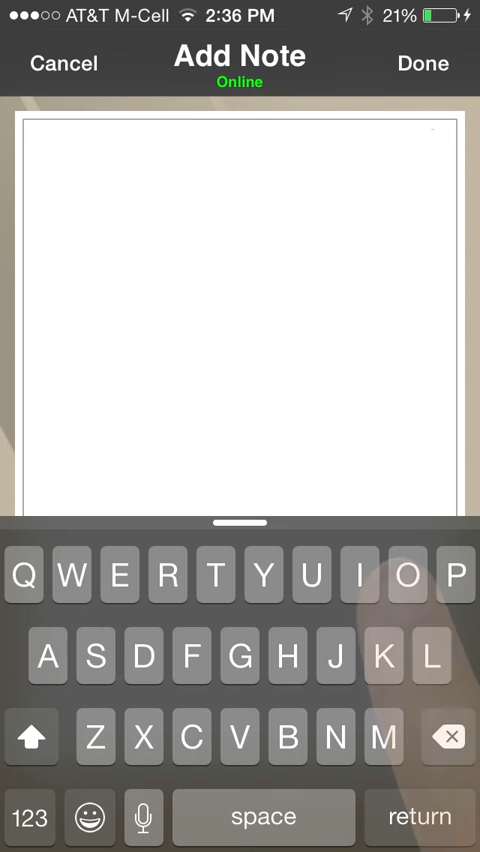 AT&T M-Cell 2:36 PM 21%
Cancel Add Note Done
Online
Q W E R T Y U I O P
A S D F G H J K L
Z X C V B N M
123 space return